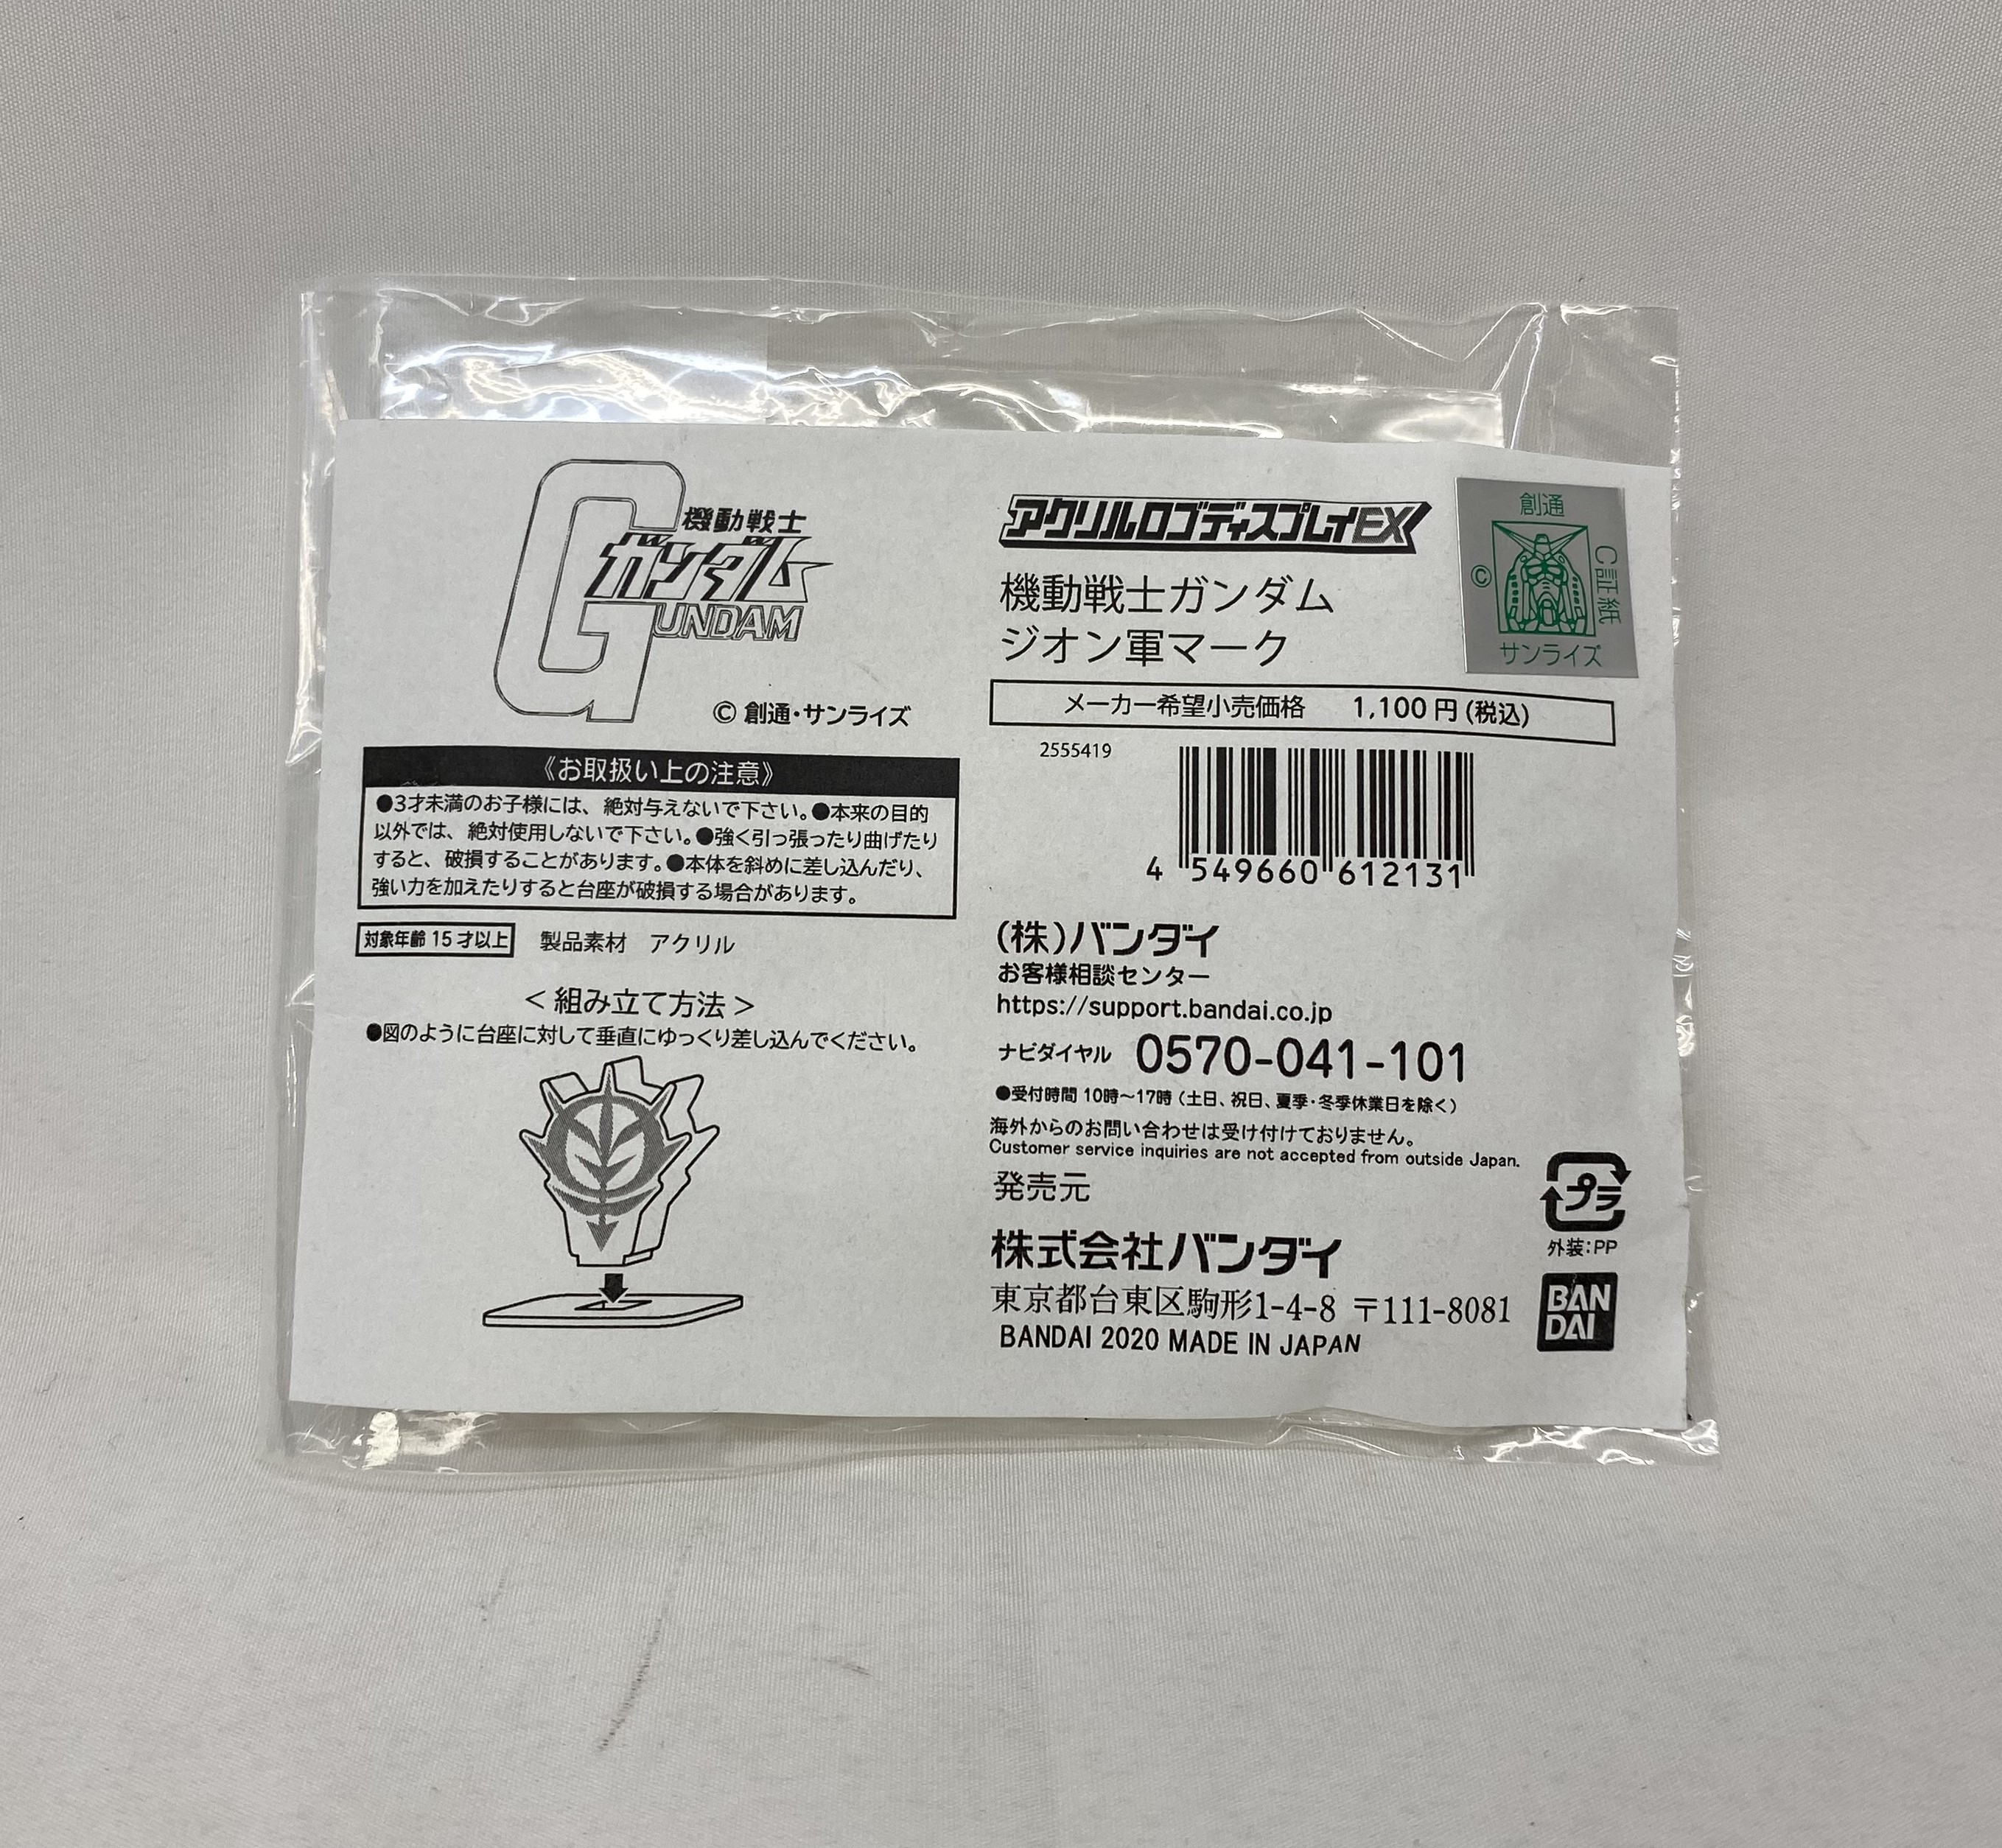 機動戦士
ガンダム
GUNDAM
© 創通・サンライズ
《お取扱い上の注意》
●3才未満のお子様には、絶対与えないで下さい。●本来の目的
以外では、絶対使用しないで下さい。●強く引っ張ったり曲げたり
すると、破損することがあります。●本体を斜めに差し込んだり、
強い力を加えたりすると台座が破損する場合があります。
対象年齢 15 才以上
製品素材 アクリル
＜組み立て方法＞
●図のように台座に対して垂直にゆっくり差し込んでください。
アクリルロゴディスプレイEX
機動戦士ガンダム
ジオン軍マーク
創通
©
C証紙
サンライズ
メーカー希望小売価格 1,100 円 (税込)
2555419
4 549660 612131
(株)バンダイ
お客様相談センター
https://support.bandai.co.jp
ナビダイヤル 0570-041-101
●受付時間 10時～17時（土日、祝日、夏季・冬季休業日を除く）
海外からのお問い合わせは受け付けておりません。
Customer service inquiries are not accepted from outside Japan.
発売元
株式会社バンダイ
東京都台東区駒形1-4-8 〒111-8081
BANDAI 2020 MADE IN JAPAN
プラ
外装：PP
BAN
DAI